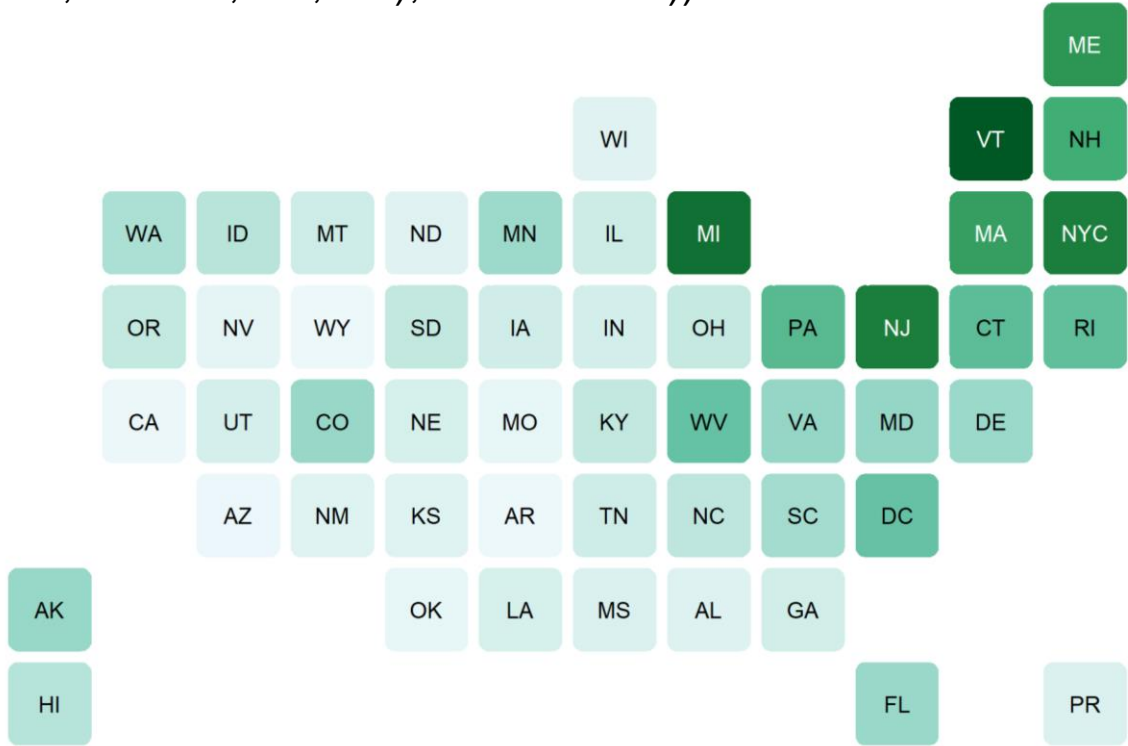 ME
WI VT NH
WA ID MT ND MN IL MI MA NYC
OR NV WY SD IA IN OH PA NJ CT RI
CA UT CO NE MO KY WV VA MD DE
AZ NM KS AR TN NC SC DC
AK OK LA MS AL GA
HI FL PR